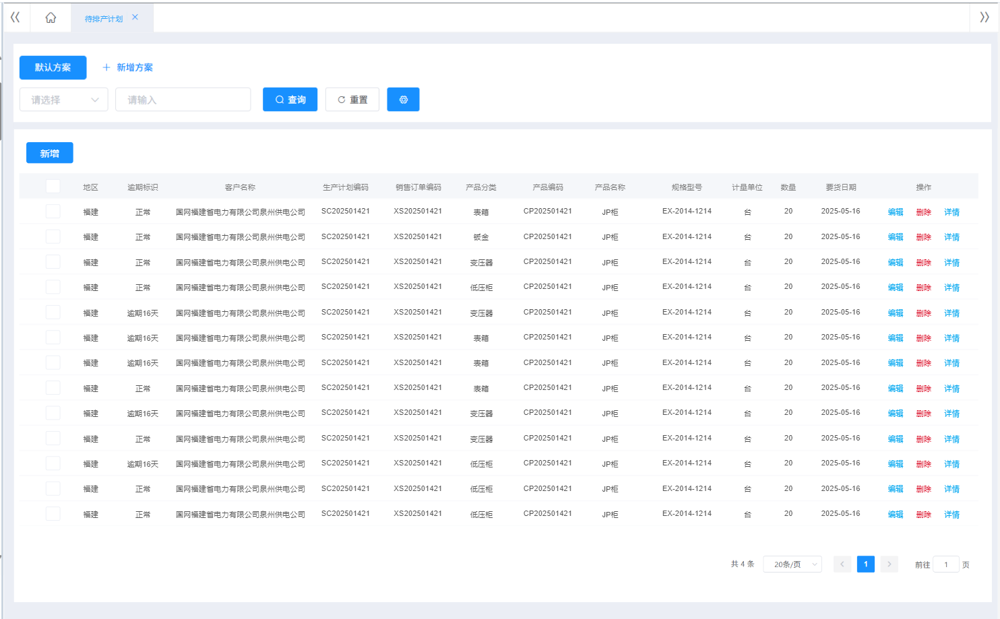 待排产计划
默认方案 新增方案
请选择 请输入 查询 重置
新增
地区 逾期标识 客户名称 生产计划编码 销售订单编码 产品分类 产品编码 产品名称 规格型号 计量单位 数量 要货日期 操作
福建 正常 国网福建省电力有限公司泉州供电公司 SC202501421 XS202501421 表箱 CP202501421 JP柜 EX-2014-1214 台 20 2025-05-16 编辑 删除 详情
福建 正常 国网福建省电力有限公司泉州供电公司 SC202501421 XS202501421 钣金 CP202501421 JP柜 EX-2014-1214 台 20 2025-05-16 编辑 删除 详情
福建 正常 国网福建省电力有限公司泉州供电公司 SC202501421 XS202501421 变压器 CP202501421 JP柜 EX-2014-1214 台 20 2025-05-16 编辑 删除 详情
福建 正常 国网福建省电力有限公司泉州供电公司 SC202501421 XS202501421 低压柜 CP202501421 JP柜 EX-2014-1214 台 20 2025-05-16 编辑 删除 详情
福建 逾期16天 国网福建省电力有限公司泉州供电公司 SC202501421 XS202501421 变压器 CP202501421 JP柜 EX-2014-1214 台 20 2025-05-16 编辑 删除 详情
福建 逾期16天 国网福建省电力有限公司泉州供电公司 SC202501421 XS202501421 表箱 CP202501421 JP柜 EX-2014-1214 台 20 2025-05-16 编辑 删除 详情
福建 逾期16天 国网福建省电力有限公司泉州供电公司 SC202501421 XS202501421 表箱 CP202501421 JP柜 EX-2014-1214 台 20 2025-05-16 编辑 删除 详情
福建 正常 国网福建省电力有限公司泉州供电公司 SC202501421 XS202501421 表箱 CP202501421 JP柜 EX-2014-1214 台 20 2025-05-16 编辑 删除 详情
福建 逾期16天 国网福建省电力有限公司泉州供电公司 SC202501421 XS202501421 变压器 CP202501421 JP柜 EX-2014-1214 台 20 2025-05-16 编辑 删除 详情
福建 正常 国网福建省电力有限公司泉州供电公司 SC202501421 XS202501421 变压器 CP202501421 JP柜 EX-2014-1214 台 20 2025-05-16 编辑 删除 详情
福建 逾期16天 国网福建省电力有限公司泉州供电公司 SC202501421 XS202501421 低压柜 CP202501421 JP柜 EX-2014-1214 台 20 2025-05-16 编辑 删除 详情
福建 正常 国网福建省电力有限公司泉州供电公司 SC202501421 XS202501421 低压柜 CP202501421 JP柜 EX-2014-1214 台 20 2025-05-16 编辑 删除 详情
福建 正常 国网福建省电力有限公司泉州供电公司 SC202501421 XS202501421 低压柜 CP202501421 JP柜 EX-2014-1214 台 20 2025-05-16 编辑 删除 详情
共 4 条 20条/页 1 前往 1 页